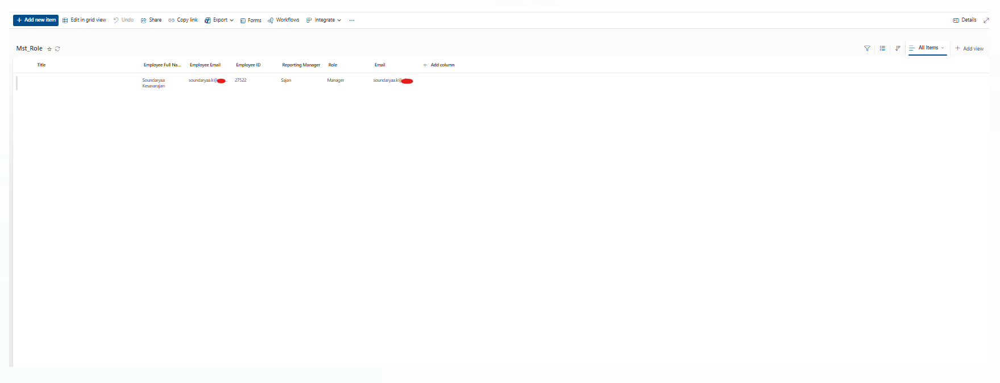 Add new item Edit in grid view Undo Share Copy link Export Forms Workflows Integrate ... Details
Mst_Role All Items Add view
Title Employee Full Na... Employee Email Employee ID Reporting Manager Role Email Add column
Soundaryaa soundaryaa.k@ ... 27522 Sajan Manager soundaryaa.k@
Kesavarajan